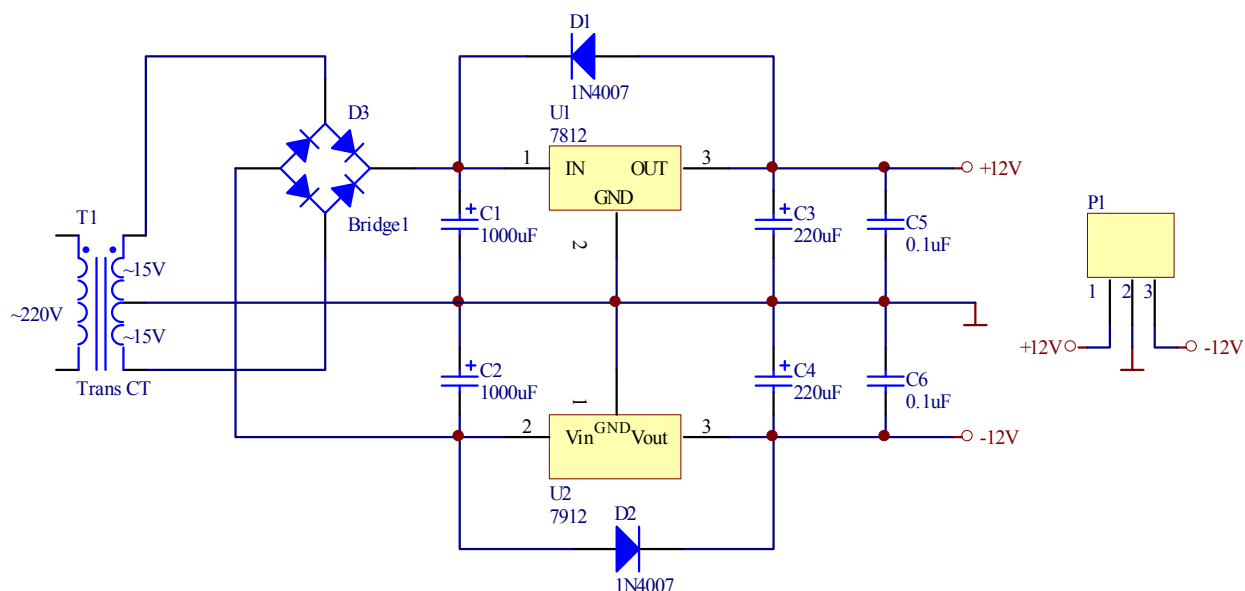 D1
1N4007
D3
U1
7812
1
IN
OUT
3
GND
+12V
P1
T1
Bridge1
+
C1
1000uF
2
+
C3
220uF
C5
0.1uF
~15V
~220V
~15V
1
2
3
+12V
-12V
Trans CT
+
C2
1000uF
1
+
C4
220uF
C6
0.1uF
2
Vin
GND
Vout
3
-12V
U2
7912
D2
1N4007